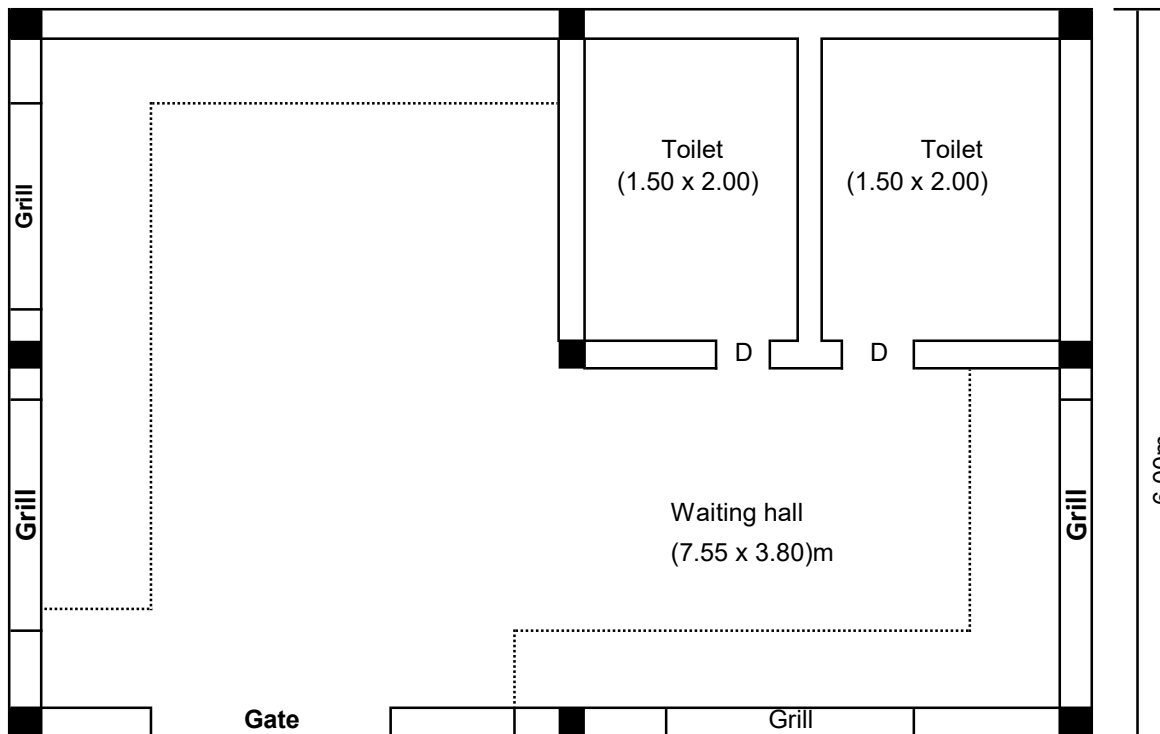 Toilet
(1.50 x 2.00)
Toilet
(1.50 x 2.00)
Grill
D
D
Grill
Waiting hall
(7.55 x 3.80)m
Grill
Gate
Grill